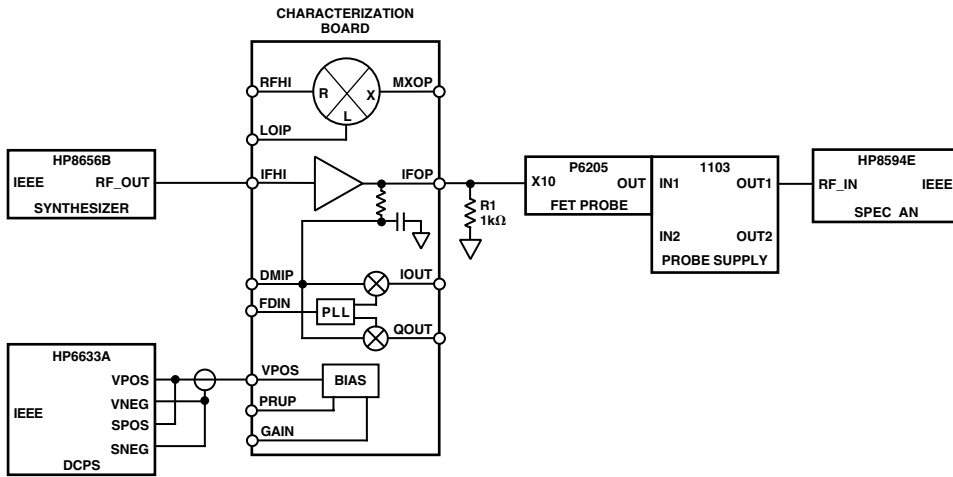 CHARACTERIZATION
BOARD
RFHI
R
X
L
MXOP
LOIP
HP8656B
IEEE
RF_OUT
SYNTHESIZER
IFHI
IFOP
R1
1kΩ
P6205
X10
OUT
FET PROBE
1103
IN1
OUT1
IN2
OUT2
PROBE SUPPLY
HP8594E
RF_IN
IEEE
SPEC AN
DMIP
IOUT
FDIN
PLL
QOUT
HP6633A
VPOS
VNEG
IEEE
SPOS
SNEG
DCPS
VPOS
BIAS
PRUP
GAIN